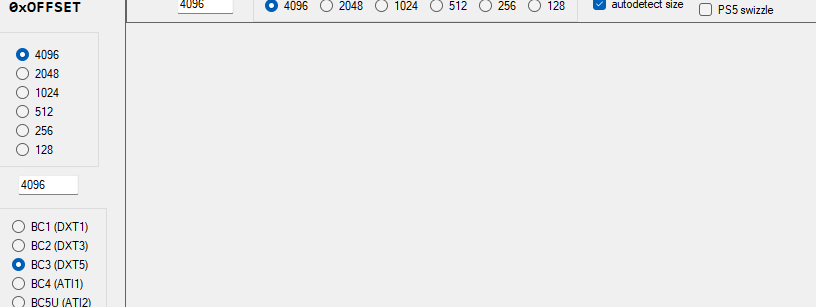 0xOFFSET
4096
4096 2048 1024 512 256 128
autodetect size
PS5 swizzle
4096
2048
1024
512
256
128
4096
BC1 (DXT1)
BC2 (DXT3)
BC3 (DXT5)
BC4 (ATI1)
BC5U (ATI2)